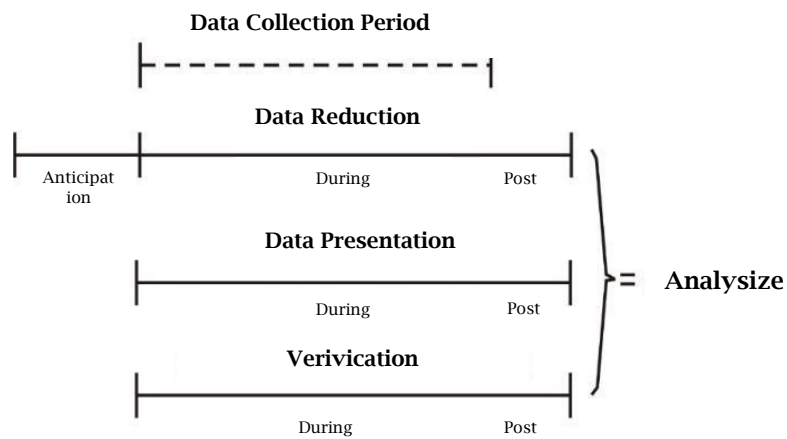 Data Collection Period
Data Reduction
Anticipat
ion
During
Post
Data Presentation
During
Post
= Analysize
Verivication
During
Post